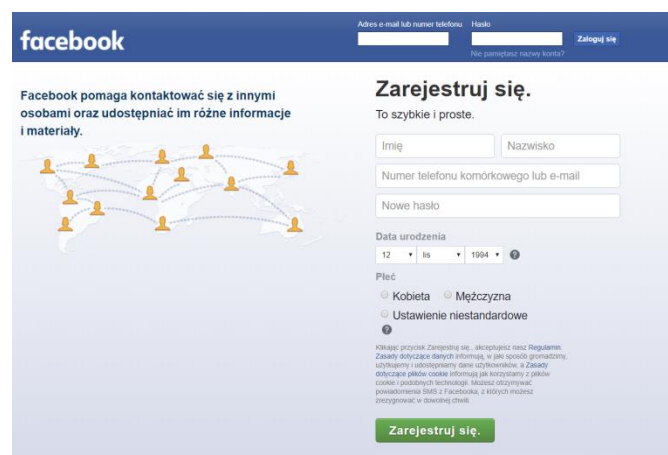 facebook
Adres e-mail lub numer telefonu
Hasło
Zaloguj się
Nie pamiętasz nazwy konta?
Facebook pomaga kontaktować się z innymi
osobami oraz udostępniać im różne informacje
i materiały.
Zarejestruj się.
To szybkie i proste.
Imię
Nazwisko
Numer telefonu komórkowego lub e-mail
Nowe hasło
Data urodzenia
12 lis 1994 ?
Płeć
Kobieta Mężczyzna
Ustawienie niestandardowe
?
Klikając przycisk Zarejestruj się, akceptujesz nasz Regulamin.
Zasady dotyczące danych informują, w jaki sposób gromadzimy,
użytkujemy i udostępniamy dane użytkowników, a Zasady
dotyczące plików cookie informują jak korzystamy z plików
cookie i podobnych technologii. Możesz otrzymywać
powiadomienia SMS z Facebooka, z których możesz
zrezygnować w dowolnej chwili.
Zarejestruj się.